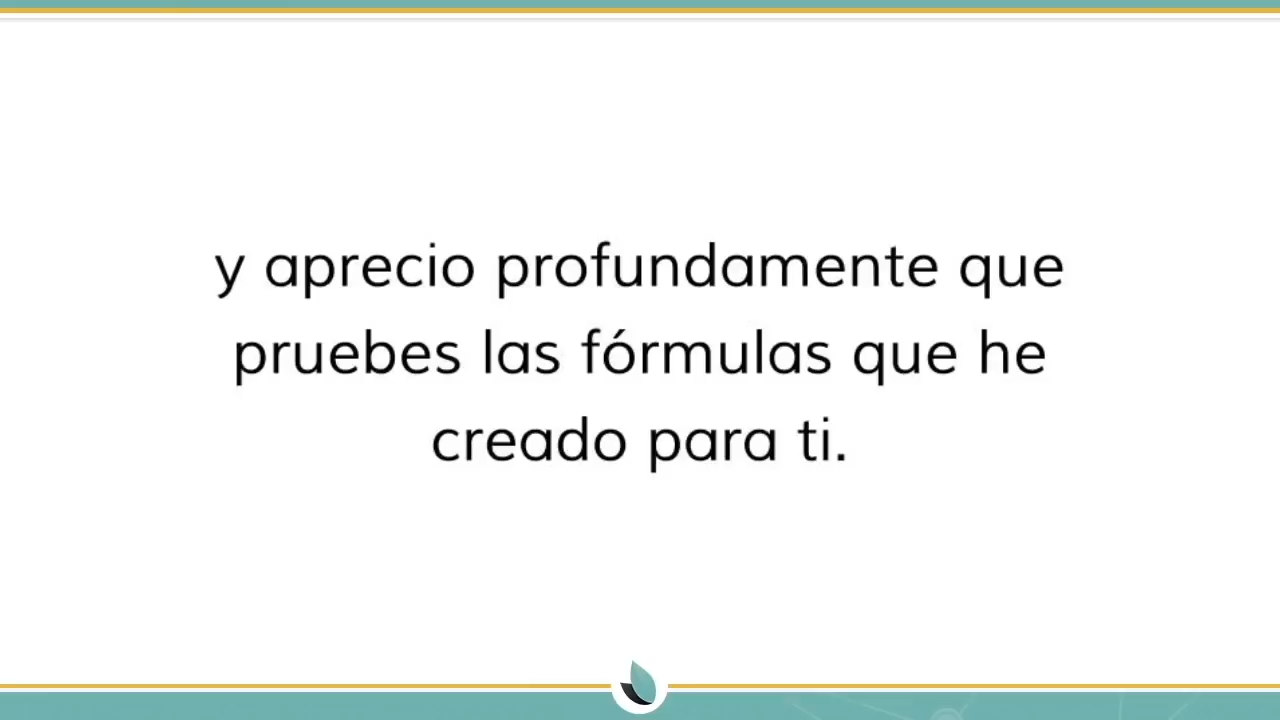 y aprecio profundamente que
pruebes las fórmulas que he
creado para ti.